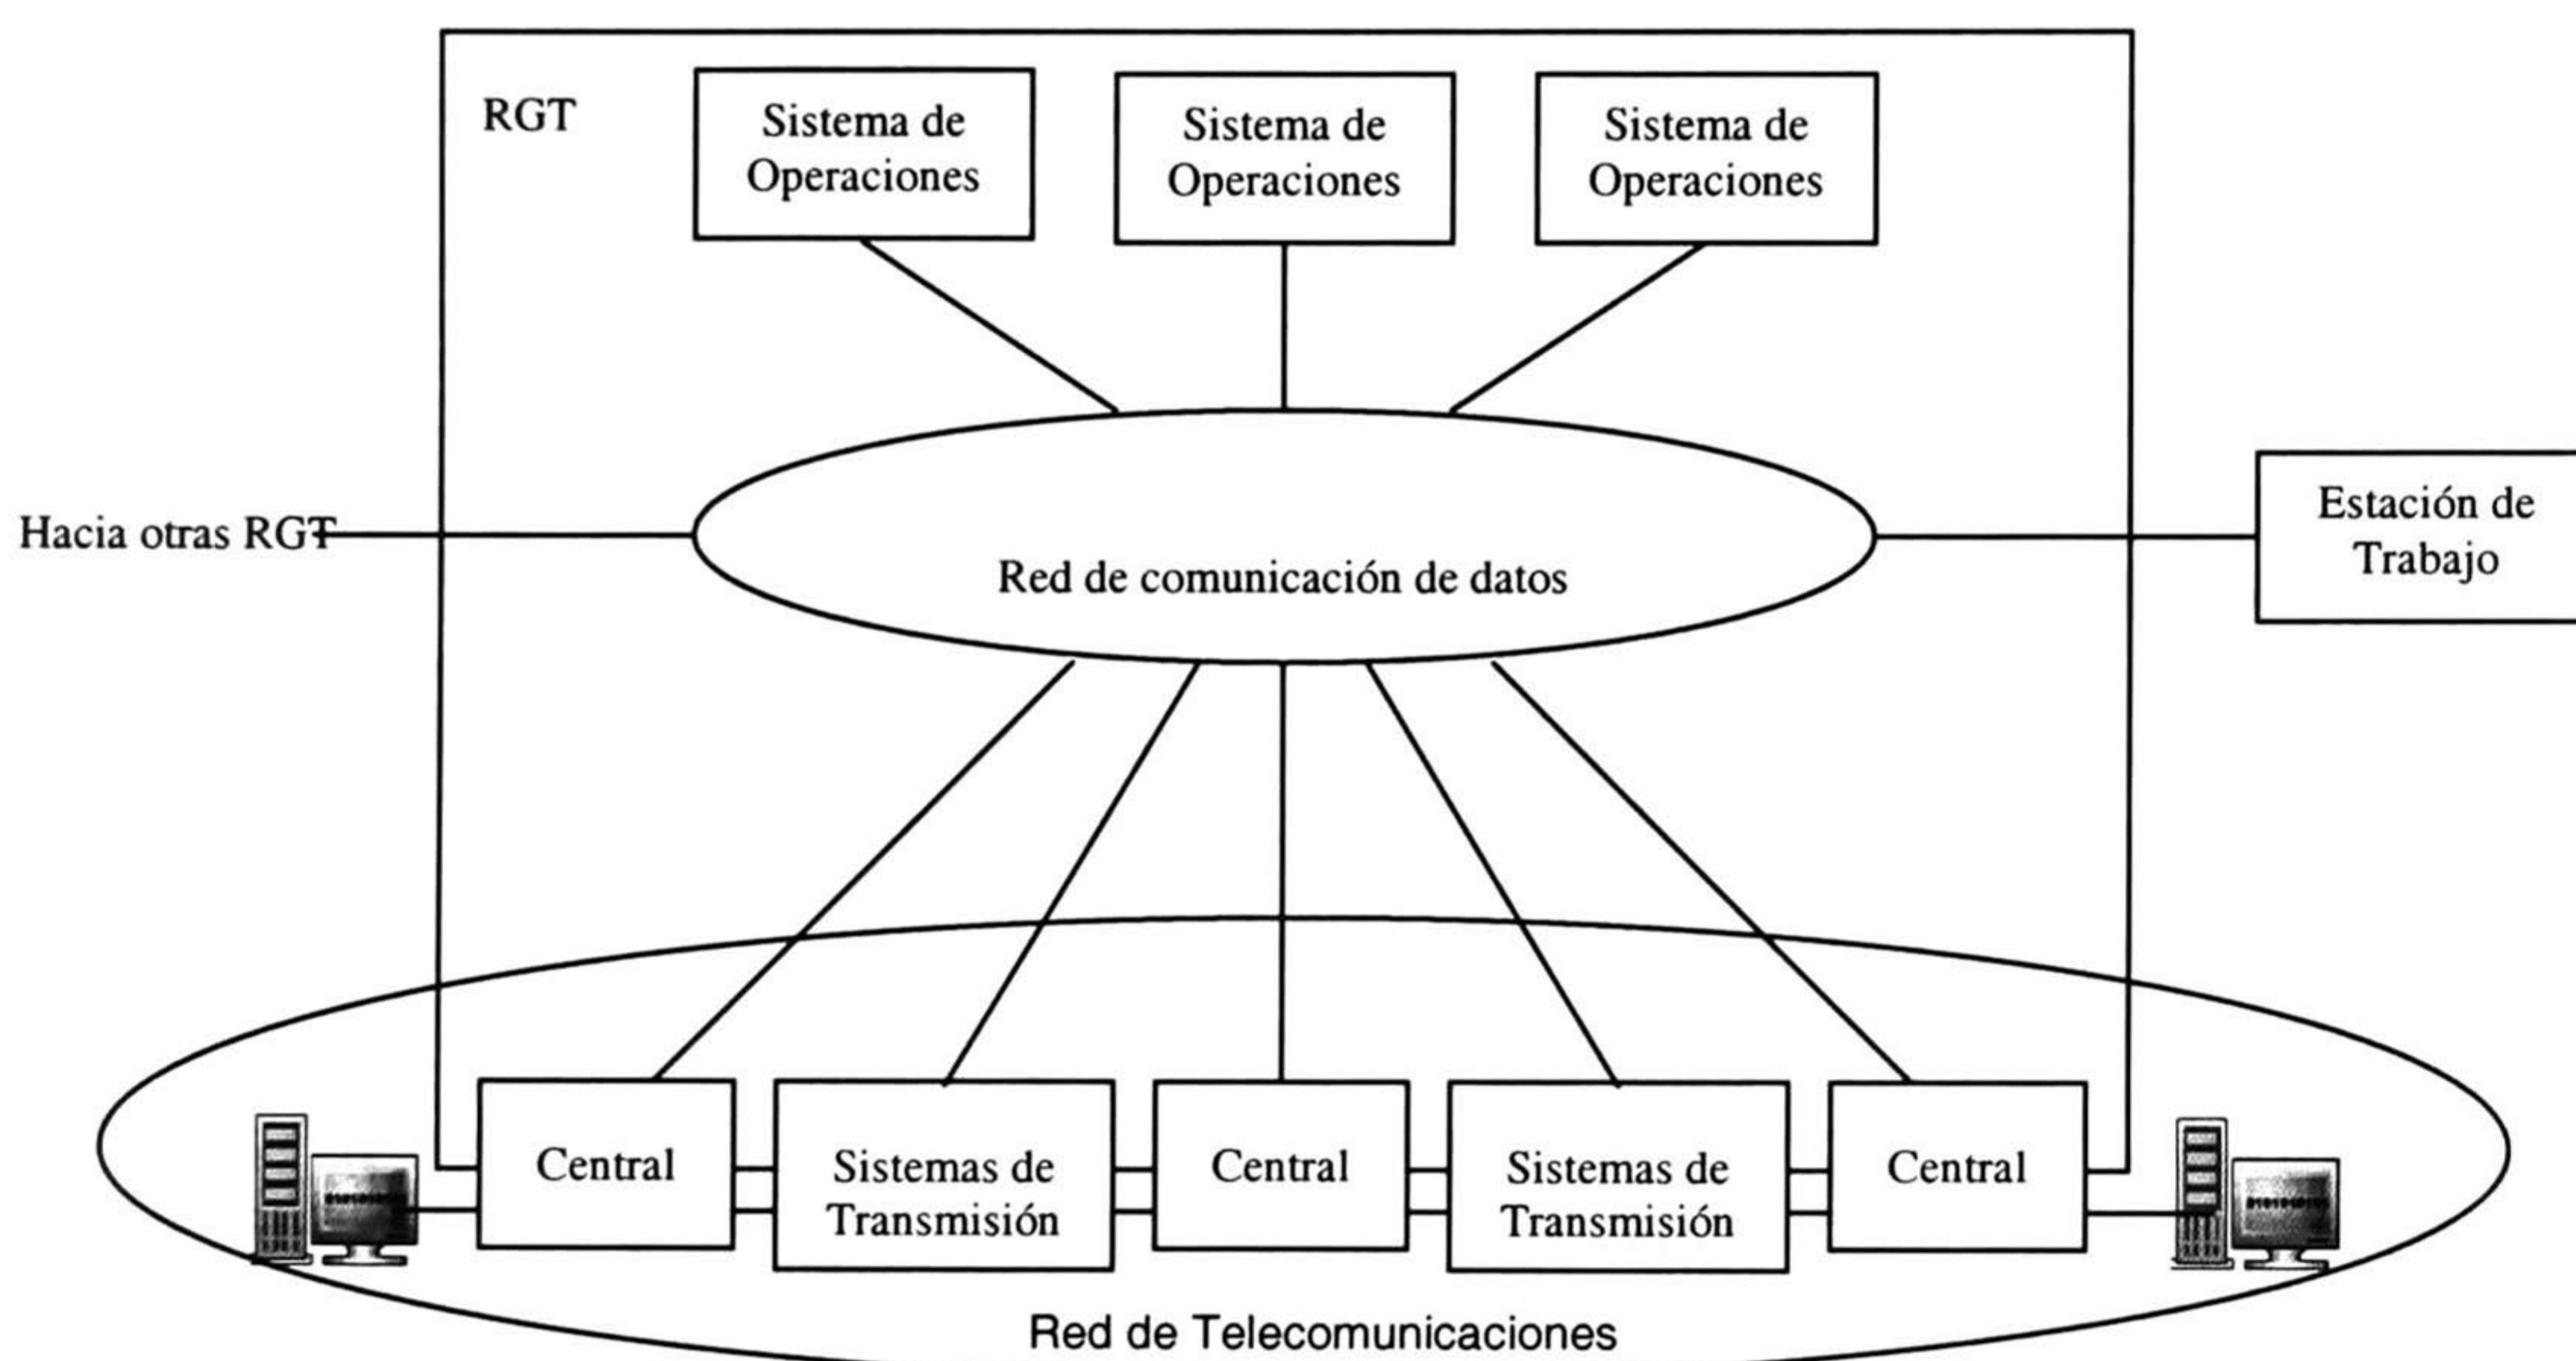 RGT
Sistema de
Operaciones
Sistema de
Operaciones
Sistema de
Operaciones
Hacia otras RGT
Red de comunicación de datos
Estación de
Trabajo
Central
Sistemas de
Transmisión
Central
Sistemas de
Transmisión
Central
Red de Telecomunicaciones